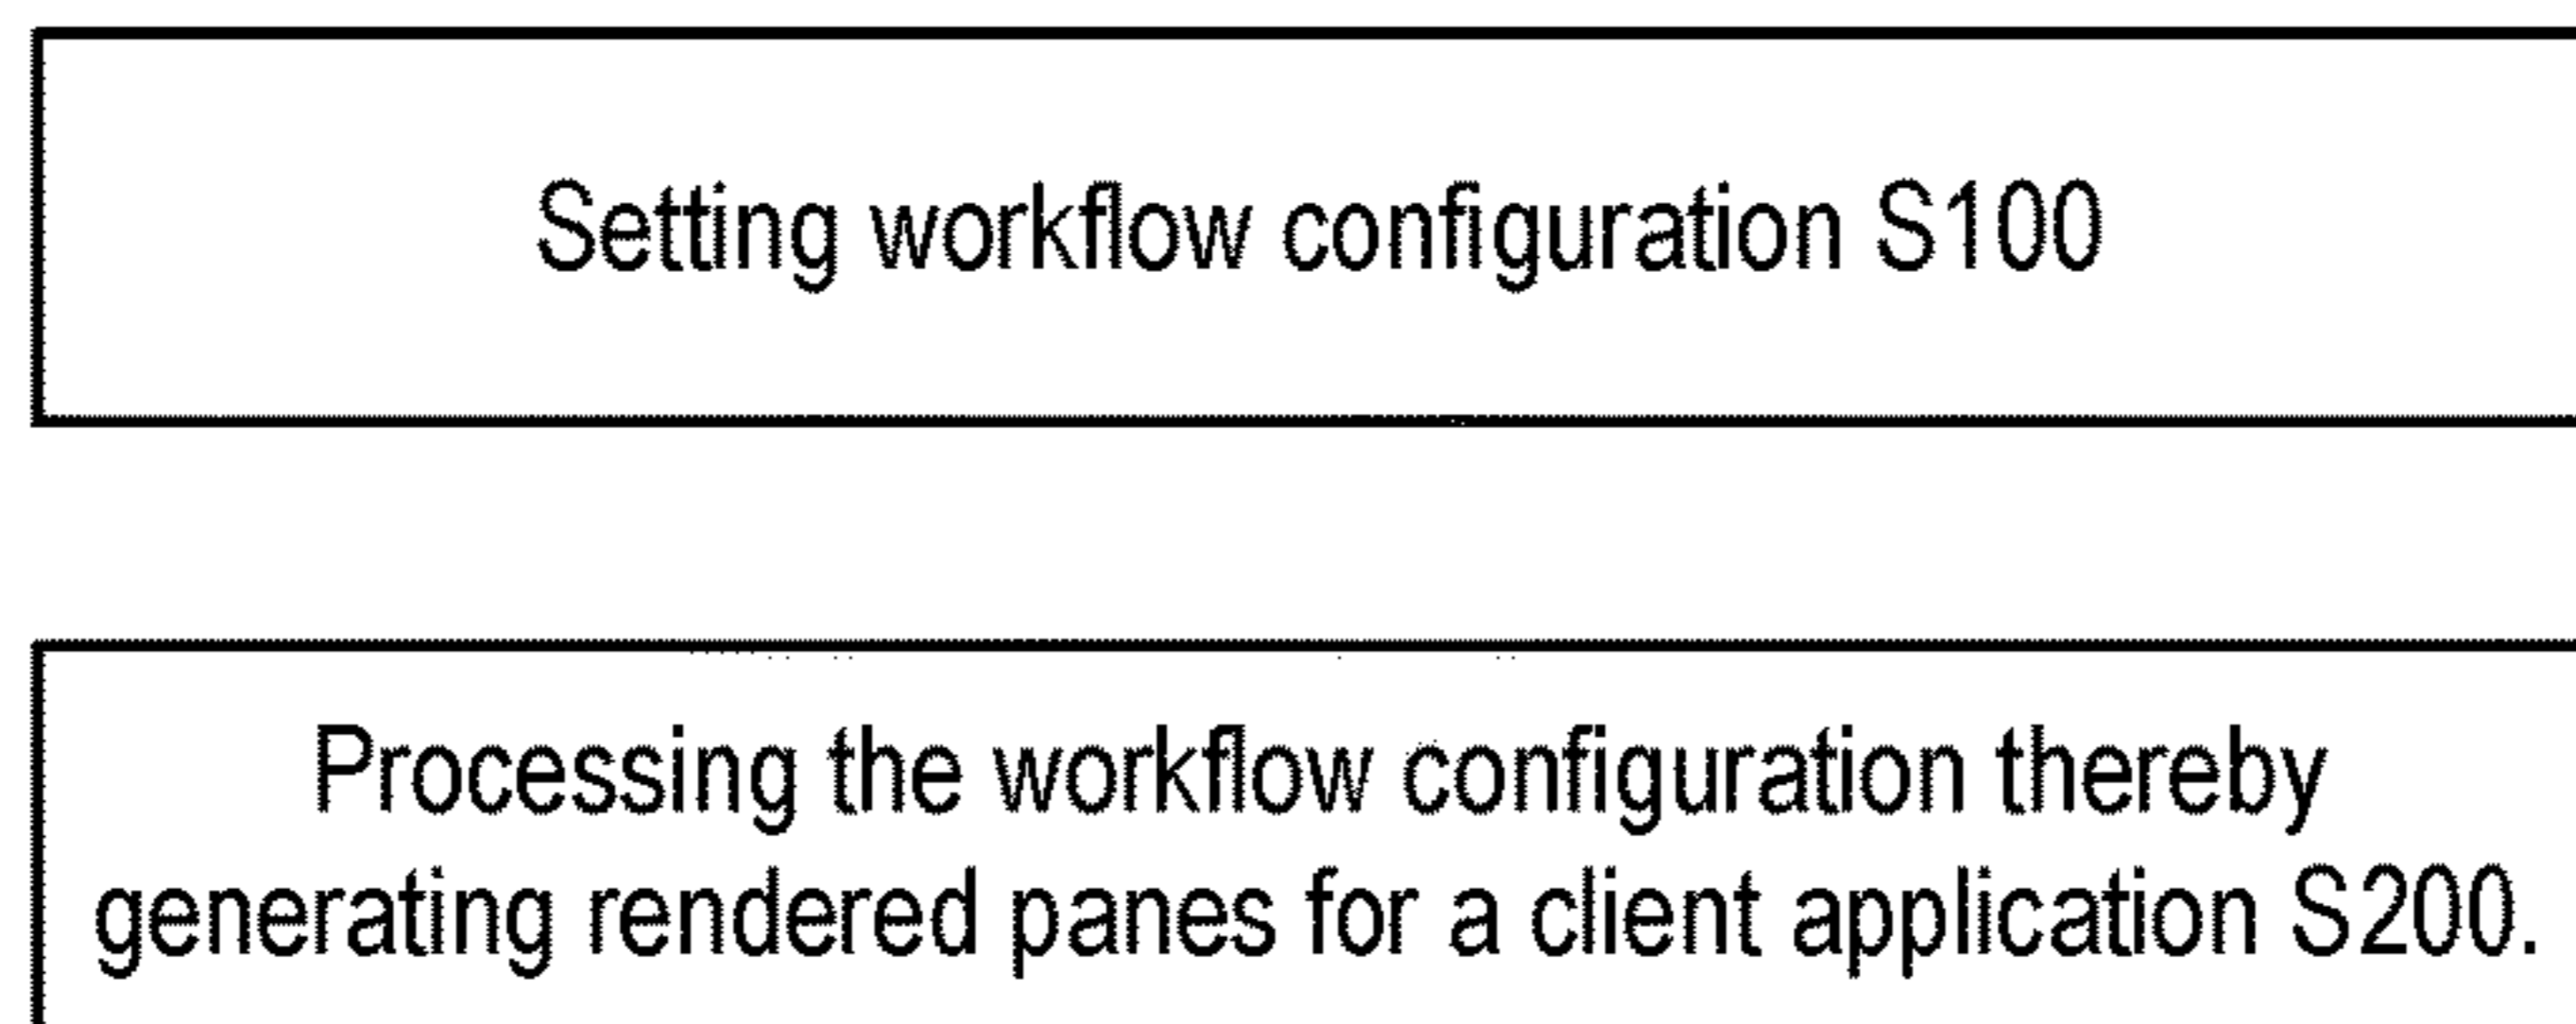 Setting workflow configuration S100
Processing the workflow configuration thereby
generating rendered panes for a client application S200.